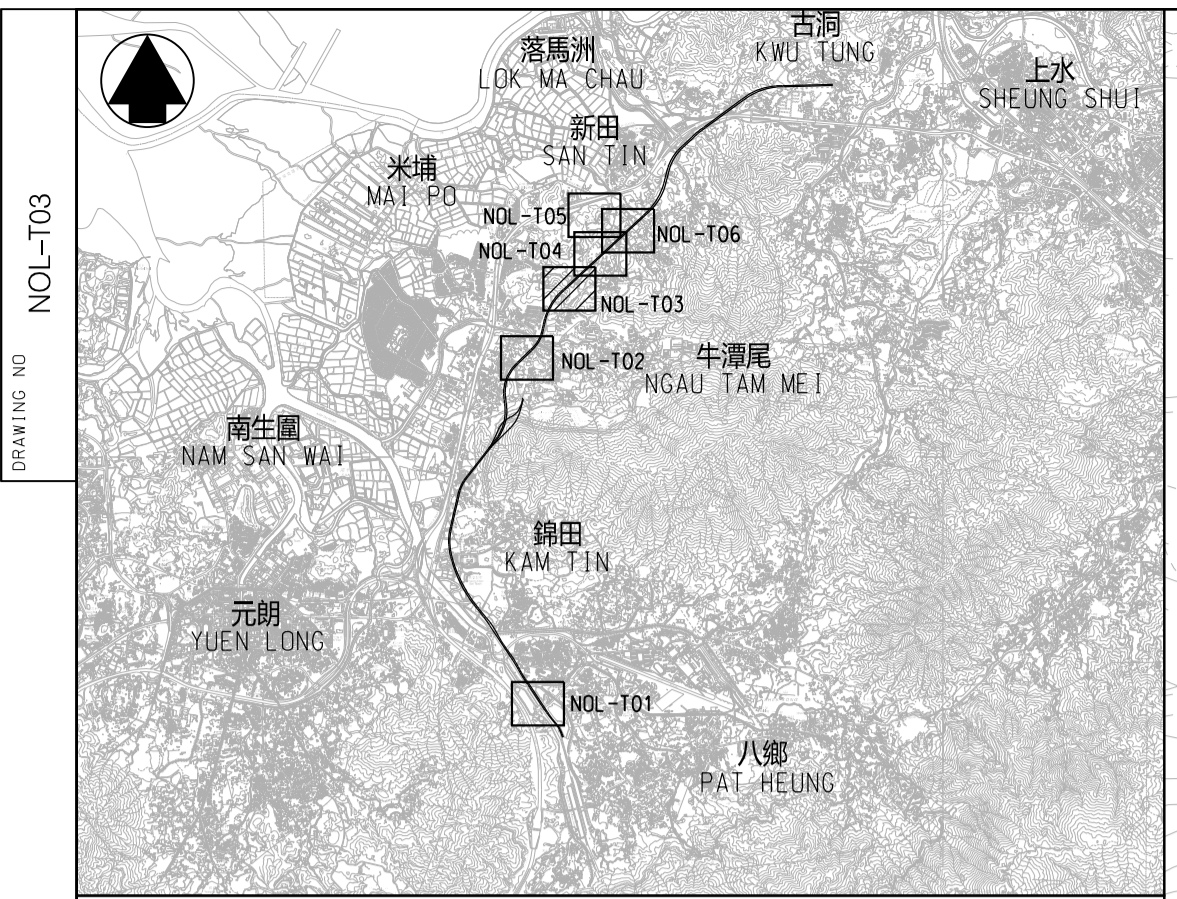 NOL-T03
DRAWING NO
古洞
KWU TUNG
落馬洲
LOK MA CHAU
上水
SHEUNG SHUI
新田
SAN TIN
米埔
MAI PO
NOL-T05
NOL-T06
NOL-T04
NOL-T03
NOL-T02
牛潭尾
NGAU TAM MEI
南生圍
NAM SAN WAI
錦田
KAM TIN
元朗
YUEN LONG
NOL-T01
八鄉
PAT HEUNG